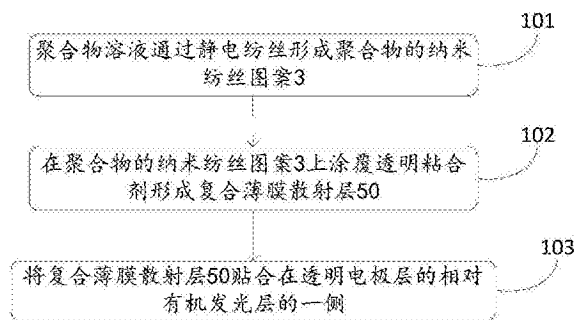 101
聚合物溶液通过静电纺丝形成聚合物的纳米
纺丝图案3
102
在聚合物的纳米纺丝图案3上涂覆透明粘合
剂形成复合薄膜散射层50
103
将复合薄膜散射层50贴合在透明电极层的相对
有机发光层的一侧